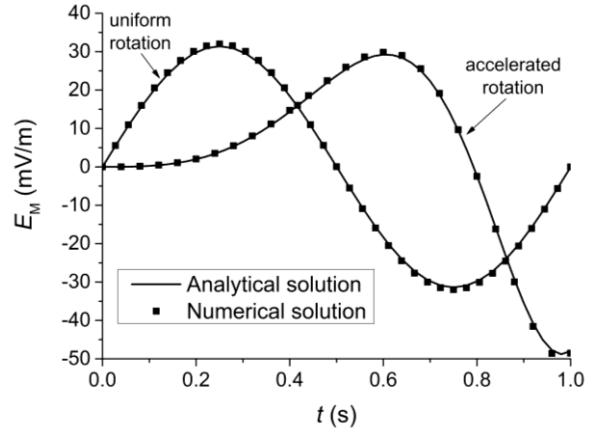 uniform
rotation
accelerated
rotation
40
30
20
10
0
-10
-20
-30
-40
-50
E_M (mV/m)
Analytical solution
Numerical solution
0.0 0.2 0.4 0.6 0.8 1.0
t (s)